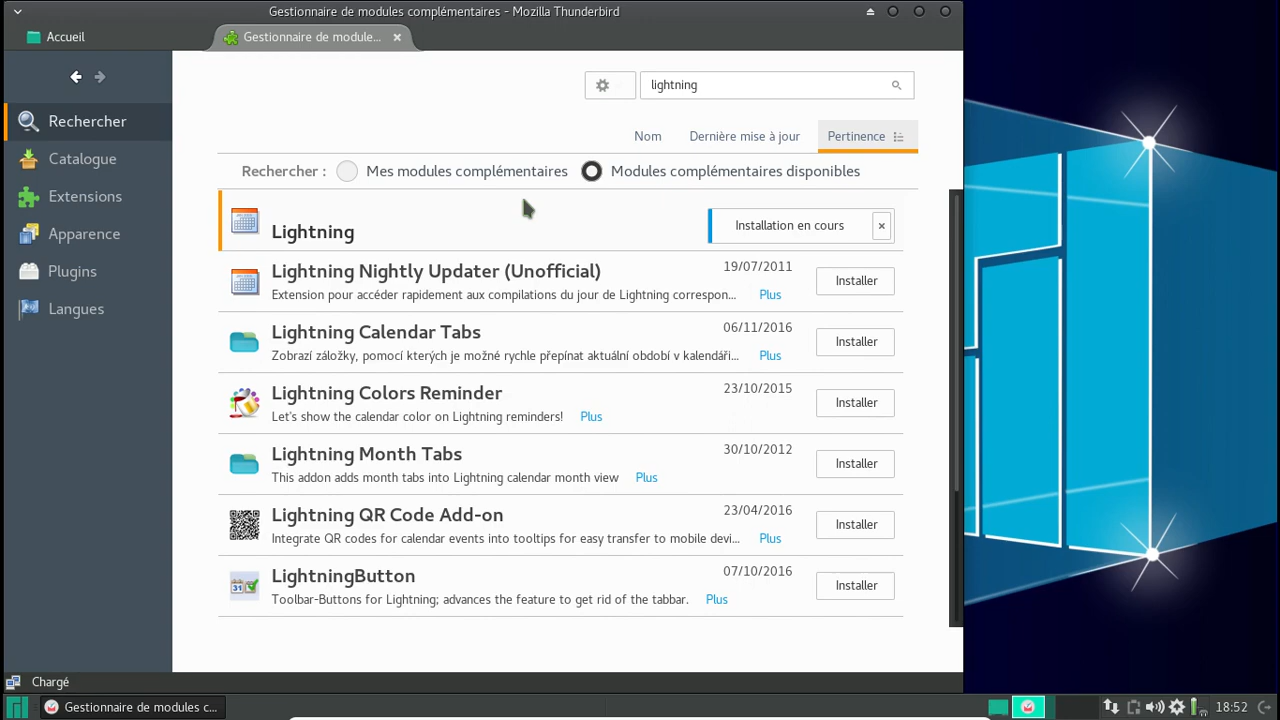 Gestionnaire de modules complémentaires - Mozilla Thunderbird
Accueil
Gestionnaire de module...
lightning
Rechercher
Nom
Dernière mise à jour
Pertinence
Catalogue
Rechercher :
Mes modules complémentaires
Modules complémentaires disponibles
Extensions
Apparence
Plugins
Langues
Lightning
Installation en cours
Lightning Nightly Updater (Unofficial)
19/07/2011
Installer
Extension pour accéder rapidement aux compilations du jour de Lightning correspon...
Plus
Lightning Calendar Tabs
06/11/2016
Installer
Zobrazí záložky, pomocí kterých je možné rychle přepínat aktuální období v kalendáři...
Plus
Lightning Colors Reminder
23/10/2015
Installer
Let's show the calendar color on Lightning reminders!
Plus
Lightning Month Tabs
30/10/2012
Installer
This addon adds month tabs into Lightning calendar month view
Plus
Lightning QR Code Add-on
23/04/2016
Installer
Integrate QR codes for calendar events into tooltips for easy transfer to mobile devi...
Plus
LightningButton
07/10/2016
Installer
31
Toolbar-Buttons for Lightning; advances the feature to get rid of the tabbar.
Plus
Chargé
Gestionnaire de modules c...
18:52